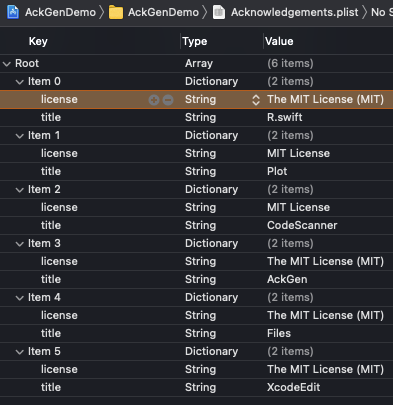 AckGenDemo AckGenDemo Acknowledgements.plist No S
Key Type Value
Root Array (6 items)
Item 0 Dictionary (2 items)
license String The MIT License (MIT)
title String R.swift
Item 1 Dictionary (2 items)
license String MIT License
title String Plot
Item 2 Dictionary (2 items)
license String MIT License
title String CodeScanner
Item 3 Dictionary (2 items)
license String The MIT License (MIT)
title String AckGen
Item 4 Dictionary (2 items)
license String The MIT License (MIT)
title String Files
Item 5 Dictionary (2 items)
license String The MIT License (MIT)
title String XcodeEdit